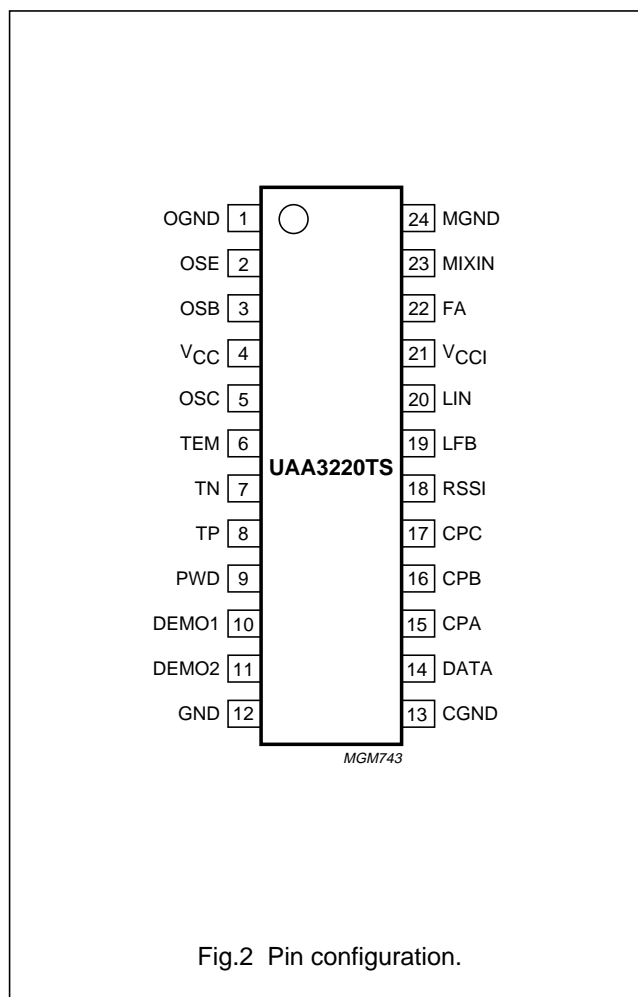 OGND 1 24 MGND
OSE 2 23 MIXIN
OSB 3 22 FA
VCC 4 21 VCCI
OSC 5 20 LIN
TEM 6 19 LFB
UAA3220TS
TN 7 18 RSSI
TP 8 17 CPC
PWD 9 16 CPB
DEMO1 10 15 CPA
DEMO2 11 14 DATA
GND 12 13 CGND
MGM743
Fig.2 Pin configuration.